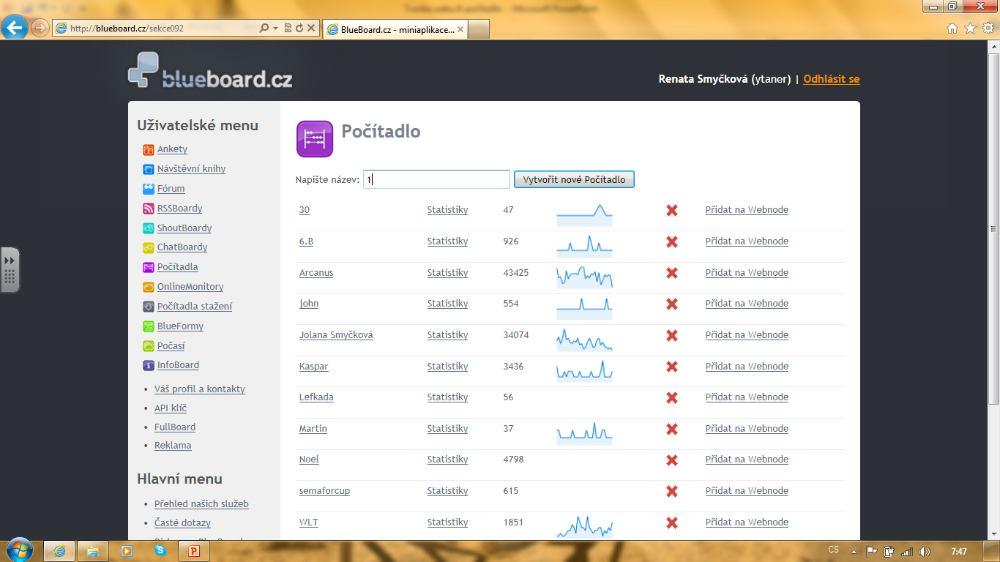 http://blueboard.cz/sekce092
BlueBoard.cz - miniaplikace...
blueboard.cz
Renata Smyčková (ytaner) | Odhlásit se
Uživatelské menu
Ankety
Návštěvní knihy
Fórum
RSSBoardy
ShoutBoardy
ChatBoardy
Počítadla
OnlineMonitory
Počítadla stažení
BlueFormy
Počasí
InfoBoard
• Váš profil a kontakty
• API klíč
• FullBoard
• Reklama
Hlavní menu
• Přehled našich služeb
• Časté dotazy
Počítadlo
Napište název: 1 Vytvořit nové Počítadlo
30 Statistiky 47 Přidat na Webnode
6.B Statistiky 926 Přidat na Webnode
Arcanus Statistiky 43425 Přidat na Webnode
john Statistiky 554 Přidat na Webnode
Jolana Smyčková Statistiky 34074 Přidat na Webnode
Kaspar Statistiky 3436 Přidat na Webnode
Lefkada Statistiky 56 Přidat na Webnode
Martin Statistiky 37 Přidat na Webnode
Noel Statistiky 4798 Přidat na Webnode
semaforcup Statistiky 615 Přidat na Webnode
WLT Statistiky 1851 Přidat na Webnode
CS 7:47